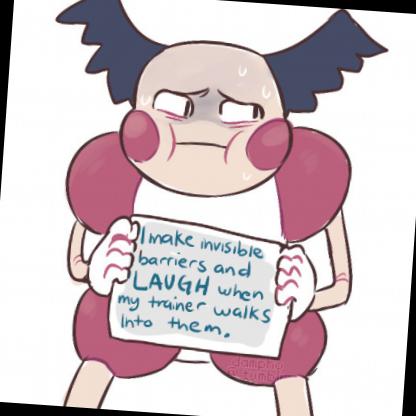 I make invisible
barriers and
LAUGH when
my trainer walks
into them.